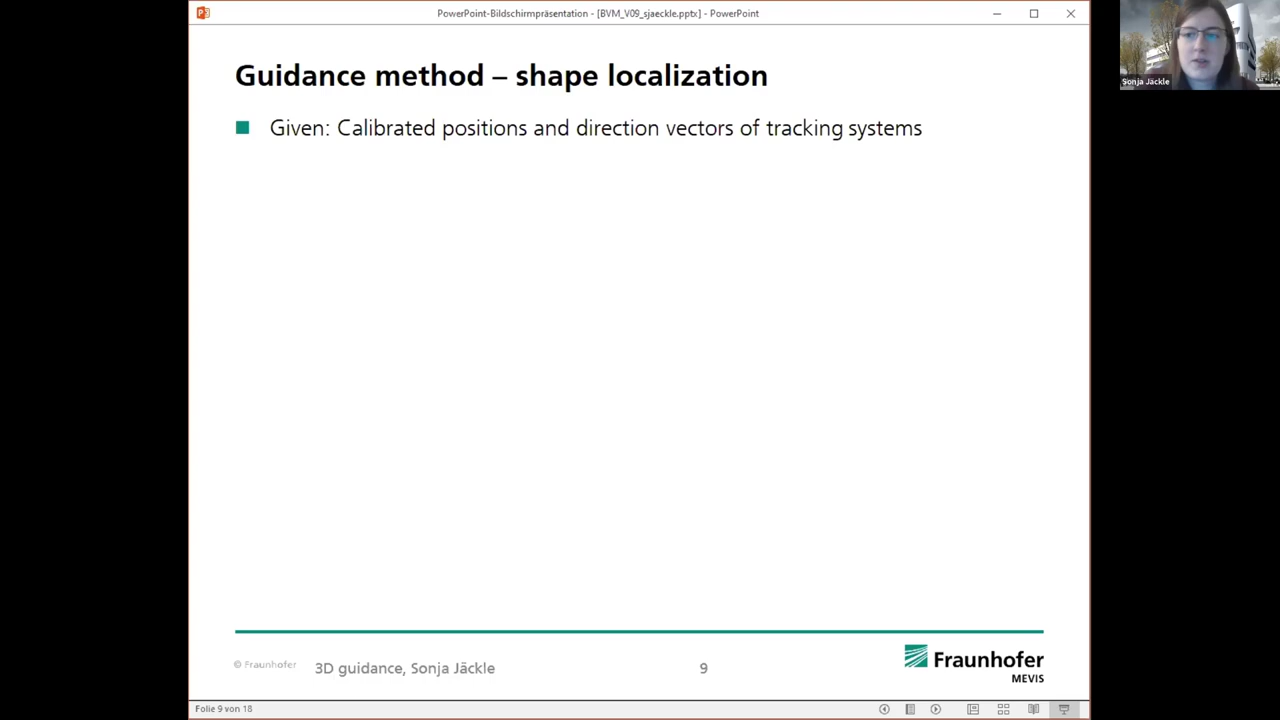 PowerPoint-Bildschirmpräsentation - [BVM_V09_sjaeckle.pptx] - PowerPoint
Sonja Jäckle
Guidance method – shape localization
Given: Calibrated positions and direction vectors of tracking systems
© Fraunhofer
3D guidance, Sonja Jäckle
9
Fraunhofer
MEVIS
Folie 9 von 18